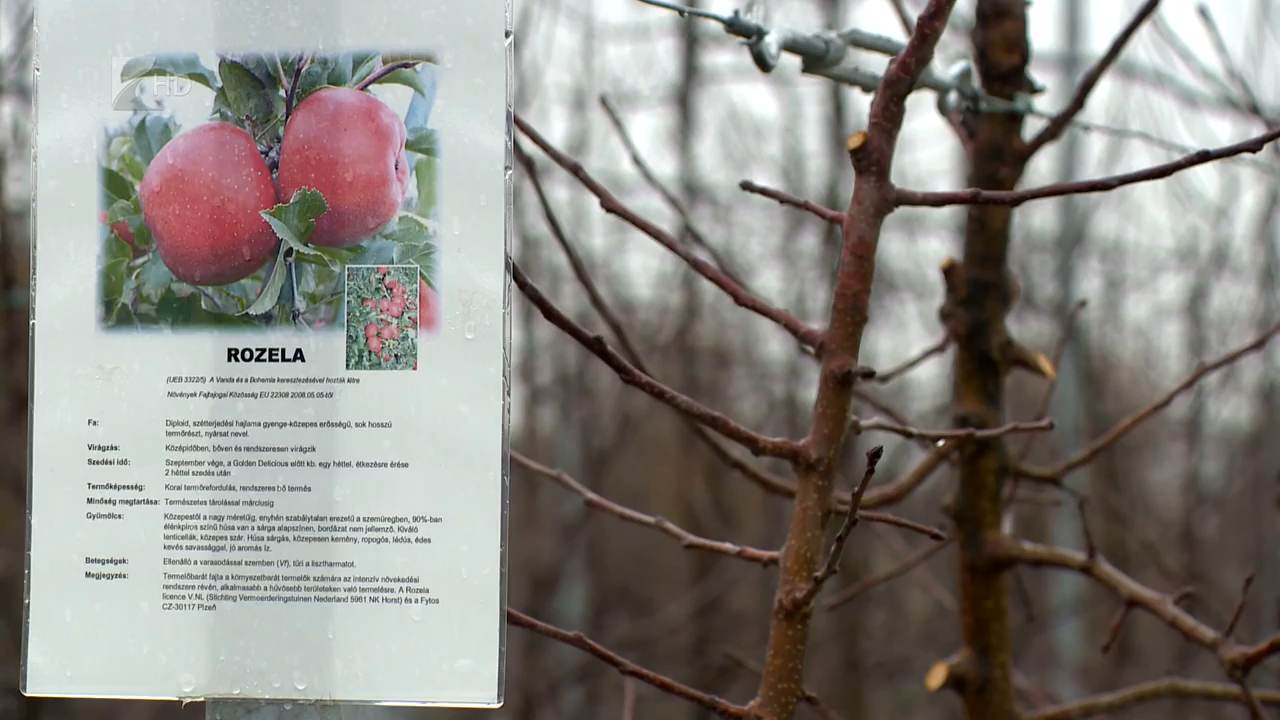 HD
ROZELA
(UEB 3322/5) A Vanda és a Bohemia keresztezésével hozták létre
Növények Fajtajogai Közösség EU 22308 2008.05.05-től
Fa: Diploid, szétterjedési hajlama gyenge-közepes erősségű, sok hosszú
termőrészt, nyársat nevel.
Virágzás: Középidőben, bőven és rendszeresen virágzik
Szedési idő: Szeptember vége, a Golden Delicious előtt kb. egy héttel, étkezésre érése
2 héttel szedés után
Termőképesség: Korai termőrefordulás, rendszeres bő termés
Minőség megtartása: Természetes tárolással márciusig
Gyümölcs: Középestől a nagy méretűig, enyhén szabálytalan erezetű a szemüregben, 90%-ban
élénkpiros színű húsa van a sárga alapszínen, bordázat nem jellemző. Kiváló
lenticellák, közepes szár. Húsa sárgás, közepesen kemény, ropogós, lédús, édes
kevés savassággal, jó aromás íz.
Betegségek: Ellenálló a varasodással szemben (Vf), tűri a lisztharmatot.
Megjegyzés: Termelőbarát fajta a környezetbarát termelők számára az intenzív növekedési
rendszere révén, alkalmasabb a hűvösebb területeken való termelésre. A Rozela
licence V.NL (Stichting Vermoerderingstuinen Nederland 5961 NK Horst) és a Fytos
CZ-30117 Plzeň